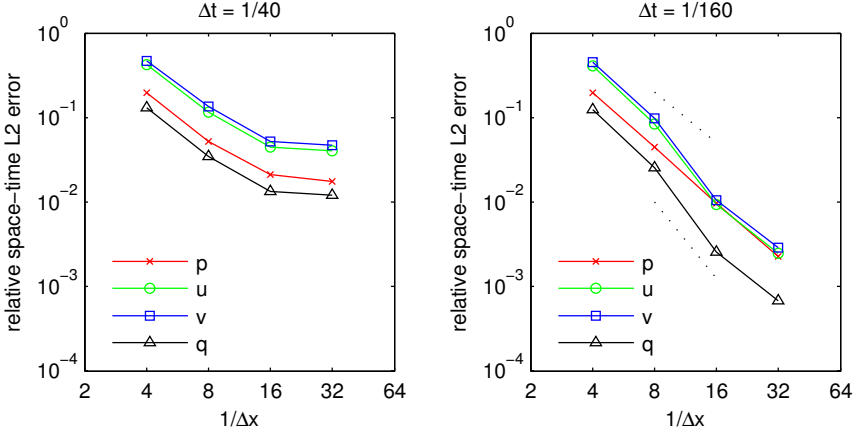 Δt = 1/40
relative space−time L2 error
10^0
10^−1
10^−2
10^−3
10^−4
p
u
v
q
2 4 8 16 32 64
1/Δx
Δt = 1/160
relative space−time L2 error
10^0
10^−1
10^−2
10^−3
10^−4
p
u
v
q
2 4 8 16 32 64
1/Δx